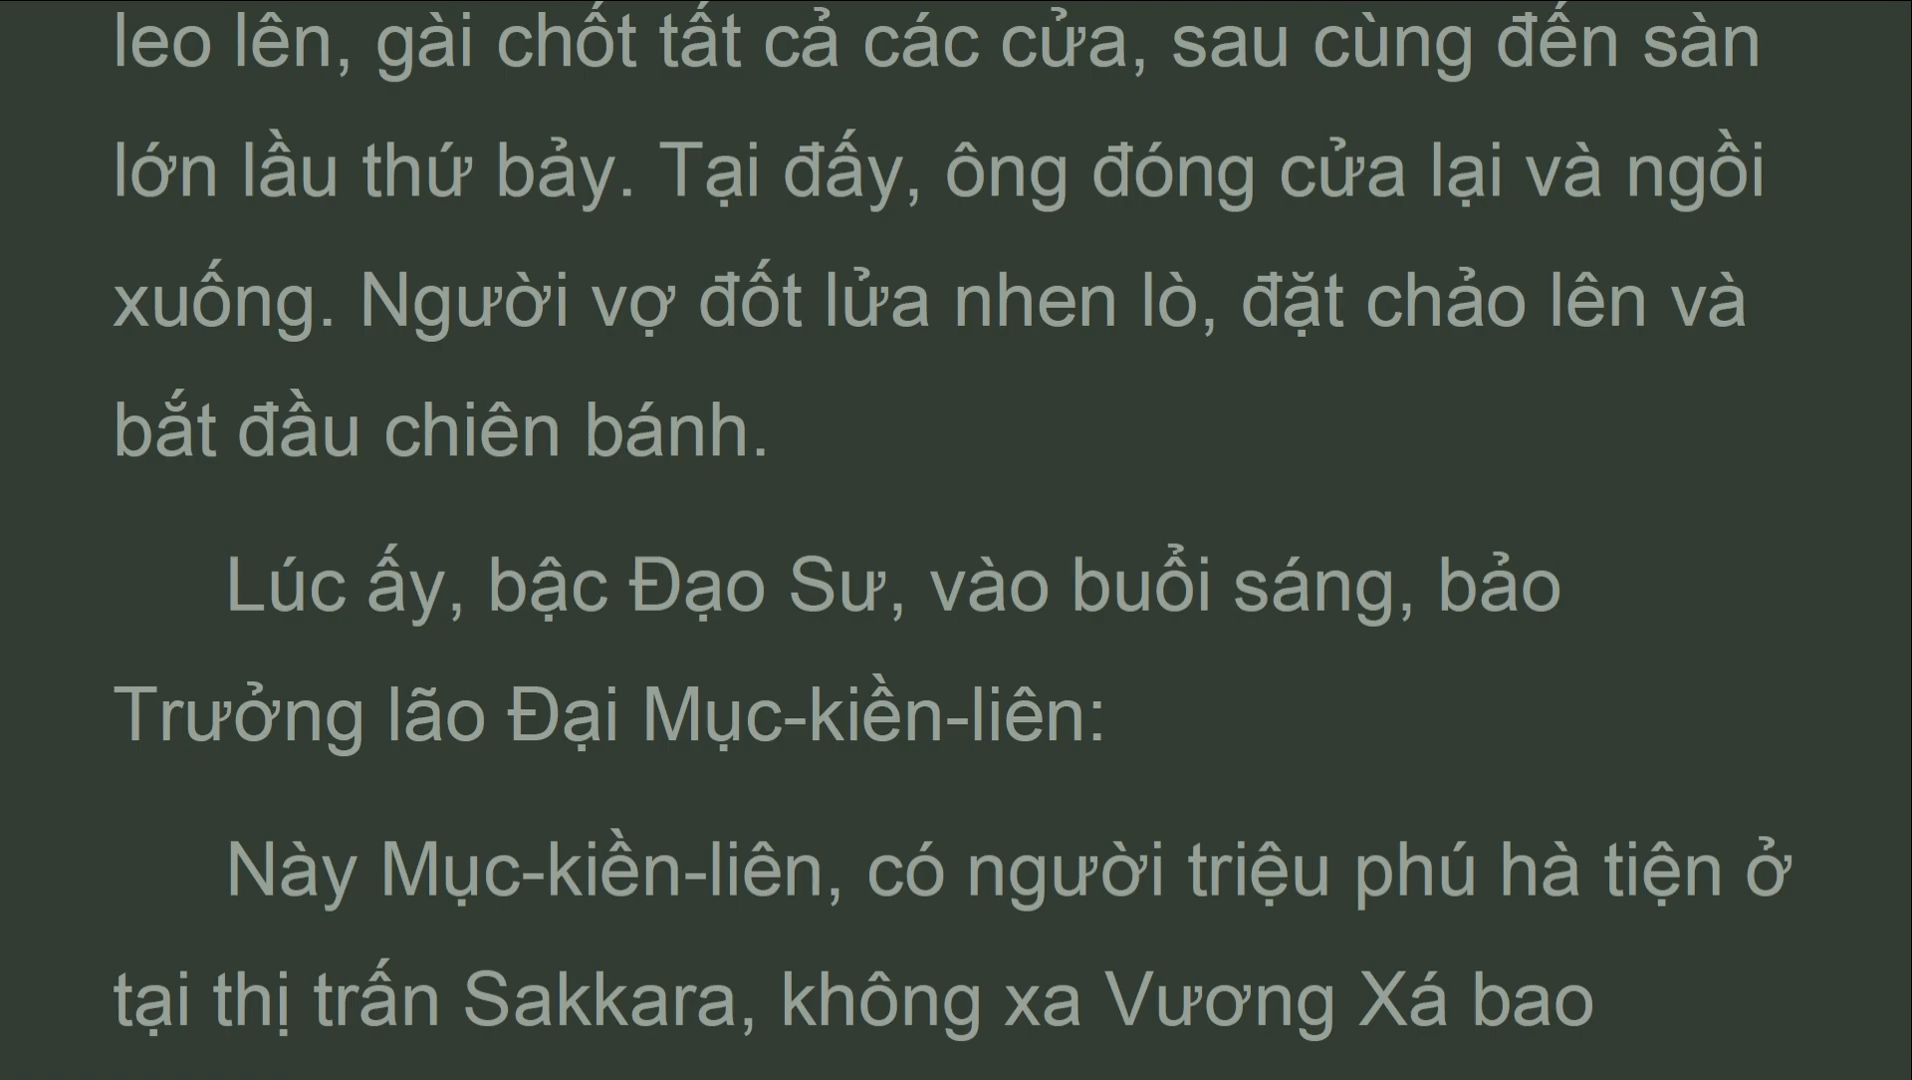 leo lên, gài chốt tất cả các cửa, sau cùng đến sàn
lớn lầu thứ bảy. Tại đấy, ông đóng cửa lại và ngồi
xuống. Người vợ đốt lửa nhen lò, đặt chảo lên và
bắt đầu chiên bánh.
Lúc ấy, bậc Đạo Sư, vào buổi sáng, bảo
Trưởng lão Đại Mục-kiền-liên:
Này Mục-kiền-liên, có người triệu phú hà tiện ở
tại thị trấn Sakkara, không xa Vương Xá bao